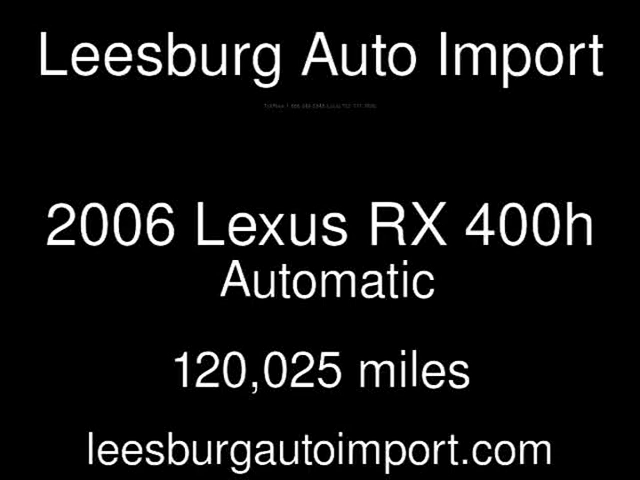 Leesburg Auto Import
2006 Lexus RX 400h
Automatic
120,025 miles
leesburgautoimport.com